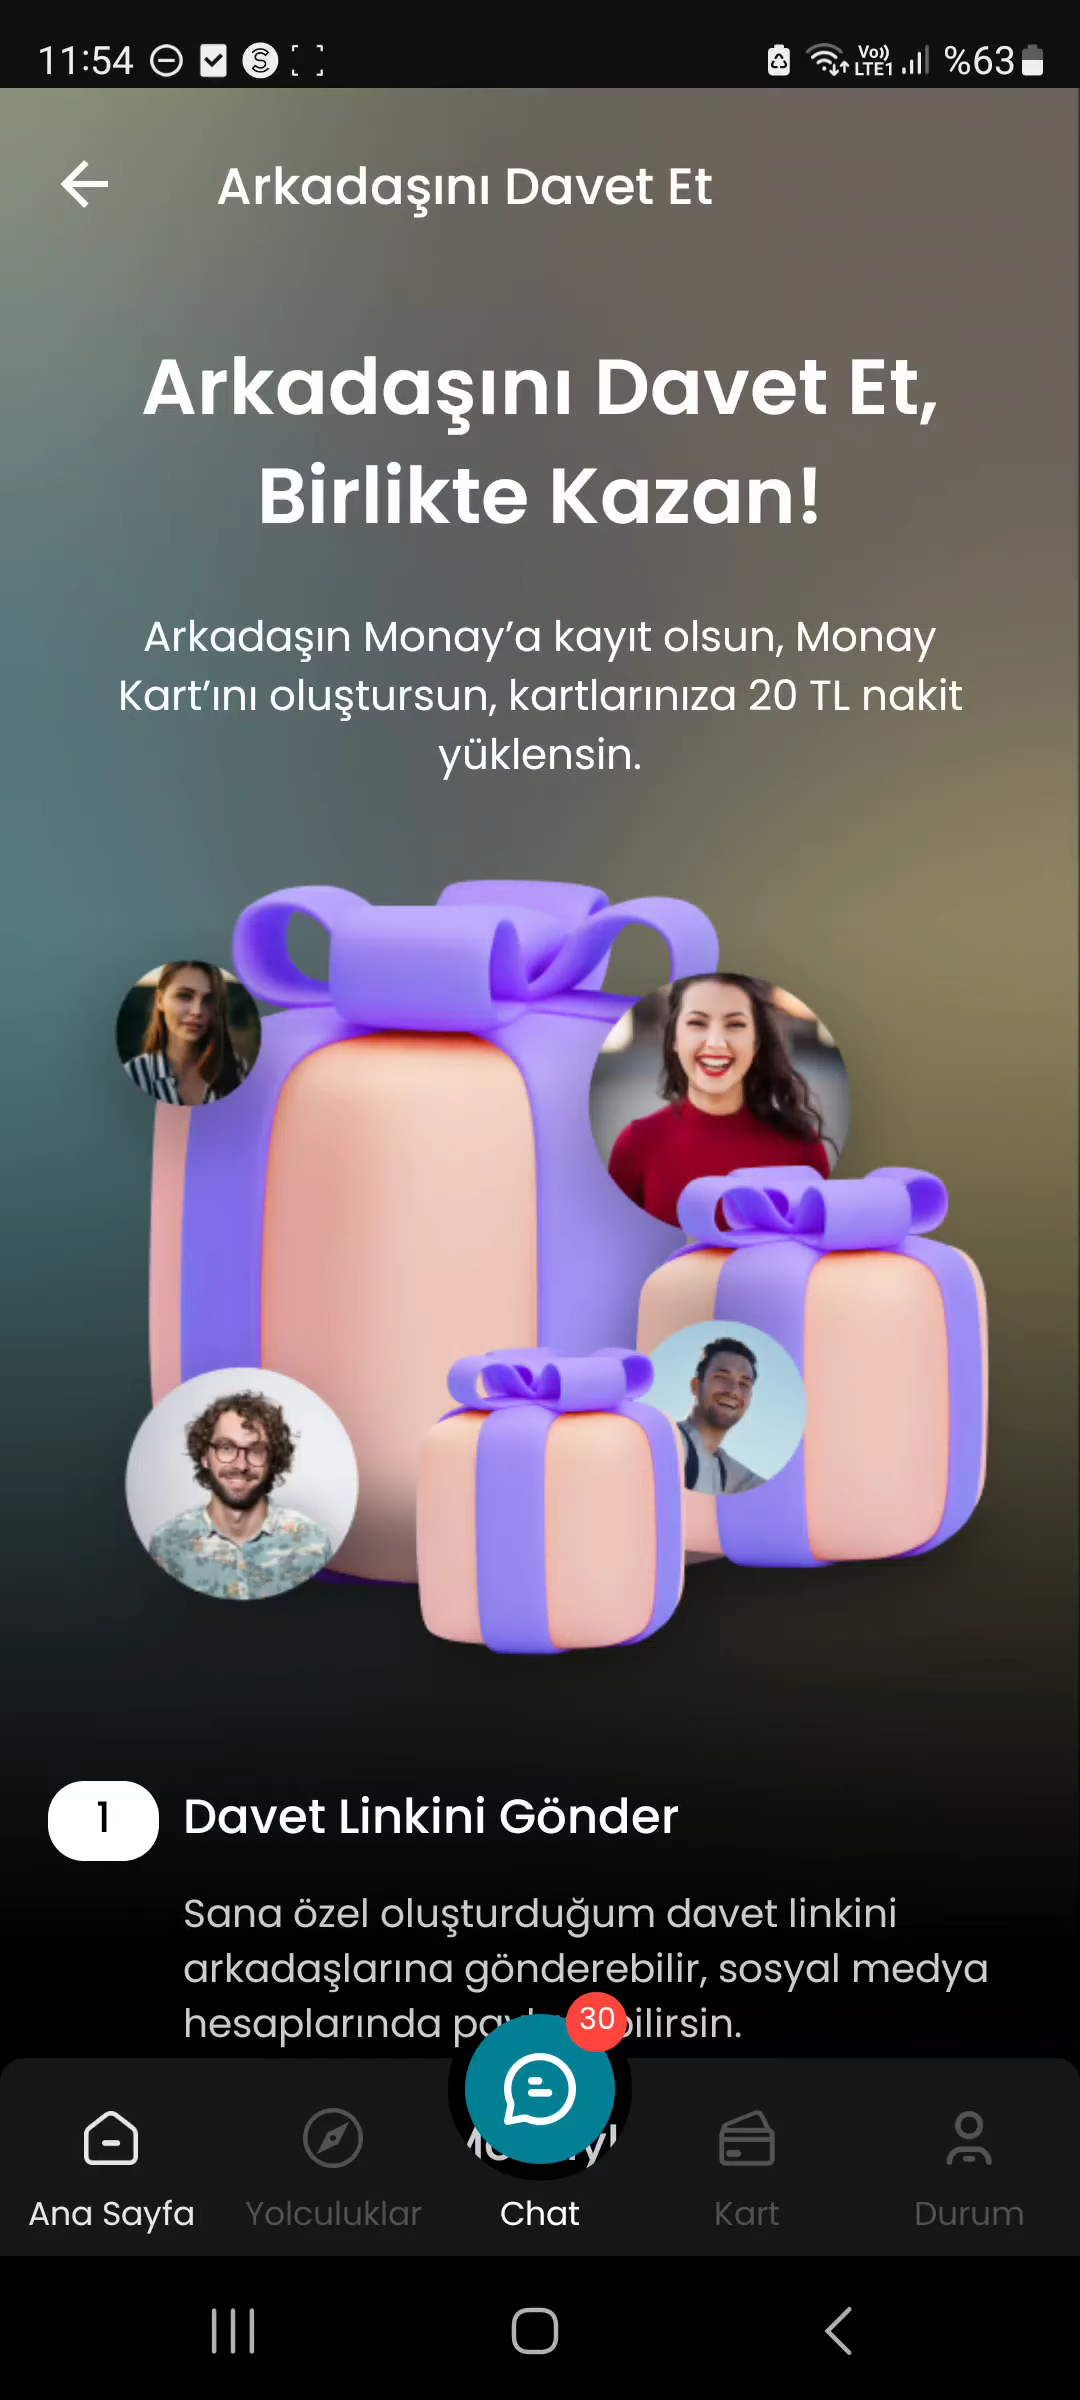 11:54
Vo))
LTE1
%63
Arkadaşını Davet Et
Arkadaşını Davet Et,
Birlikte Kazan!
Arkadaşın Monay’a kayıt olsun, Monay
Kart’ını oluştursun, kartlarınıza 20 TL nakit
yüklensin.
1
Davet Linkini Gönder
Sana özel oluşturduğum davet linkini
arkadaşlarına gönderebilir, sosyal medya
hesaplarında
30
Ana Sayfa
Yolculuklar
Chat
Kart
Durum